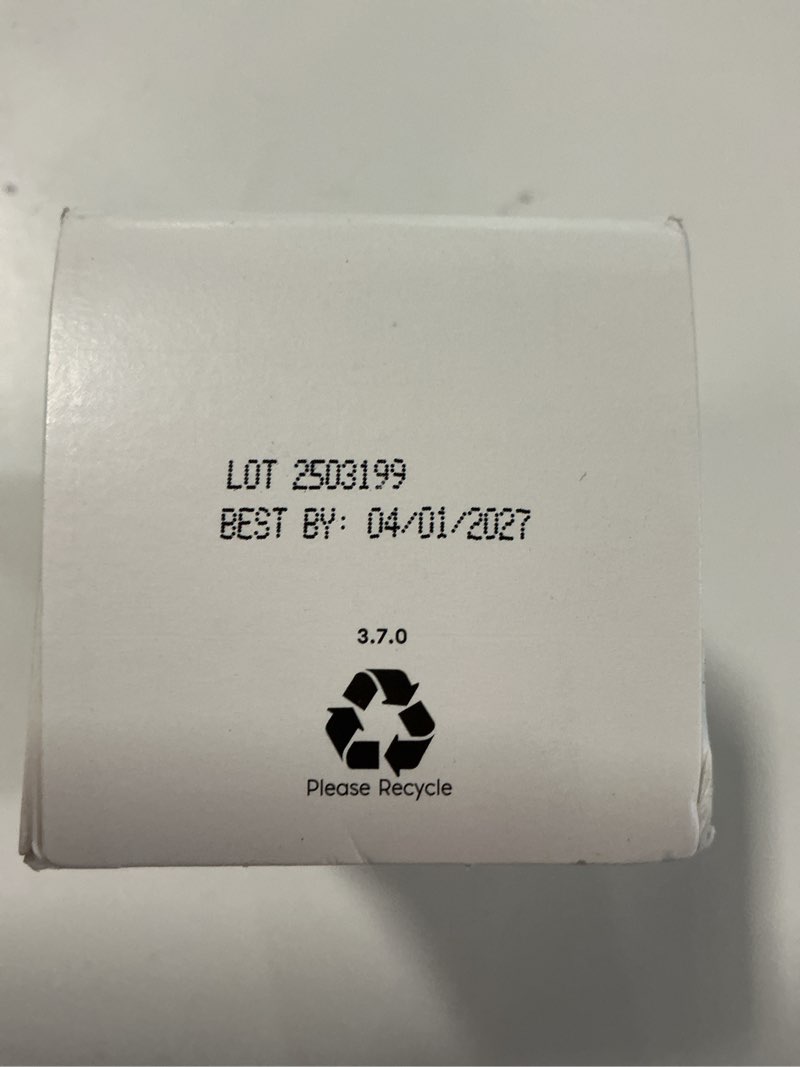 LOT 2503199
BEST BY: 04/01/2027
3.7.0
Please Recycle